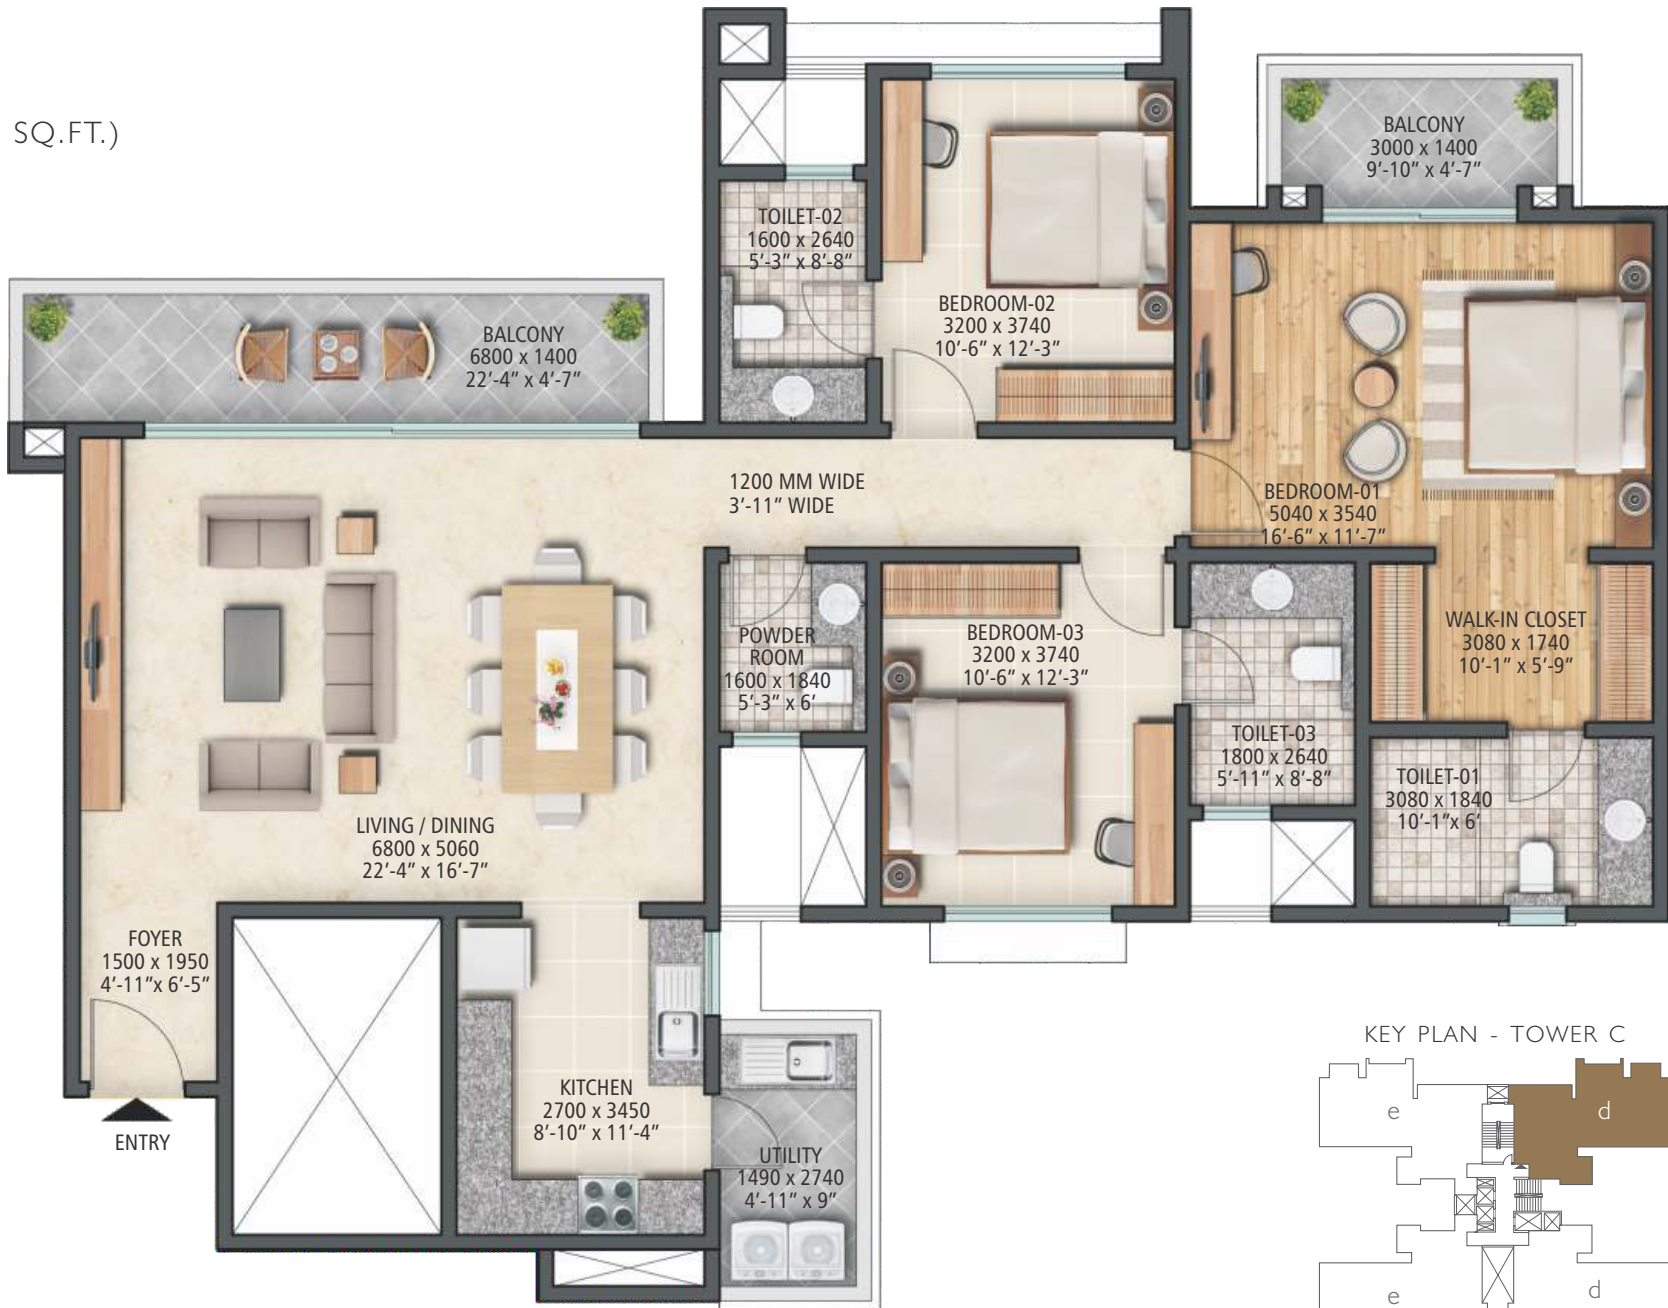 SQ.FT.)
BALCONY
3000 x 1400
9'-10" x 4'-7"
TOILET-02
1600 x 2640
5'-3" x 8'-8"
BEDROOM-02
3200 x 3740
10'-6" x 12'-3"
BALCONY
6800 x 1400
22'-4" x 4'-7"
1200 MM WIDE
3'-11" WIDE
BEDROOM-01
5040 x 3540
16'-6" x 11'-7"
POWDER
ROOM
1600 x 1840
5'-3" x 6'
BEDROOM-03
3200 x 3740
10'-6" x 12'-3"
WALK-IN CLOSET
3080 x 1740
10'-1" x 5'-9"
TOILET-03
1800 x 2640
5'-11" x 8'-8"
TOILET-01
3080 x 1840
10'-1"x 6'
LIVING / DINING
6800 x 5060
22'-4" x 16'-7"
FOYER
1500 x 1950
4'-11"x 6'-5"
KITCHEN
2700 x 3450
8'-10" x 11'-4"
ENTRY
UTILITY
1490 x 2740
4'-11" x 9"
KEY PLAN - TOWER C
e
d
e
d